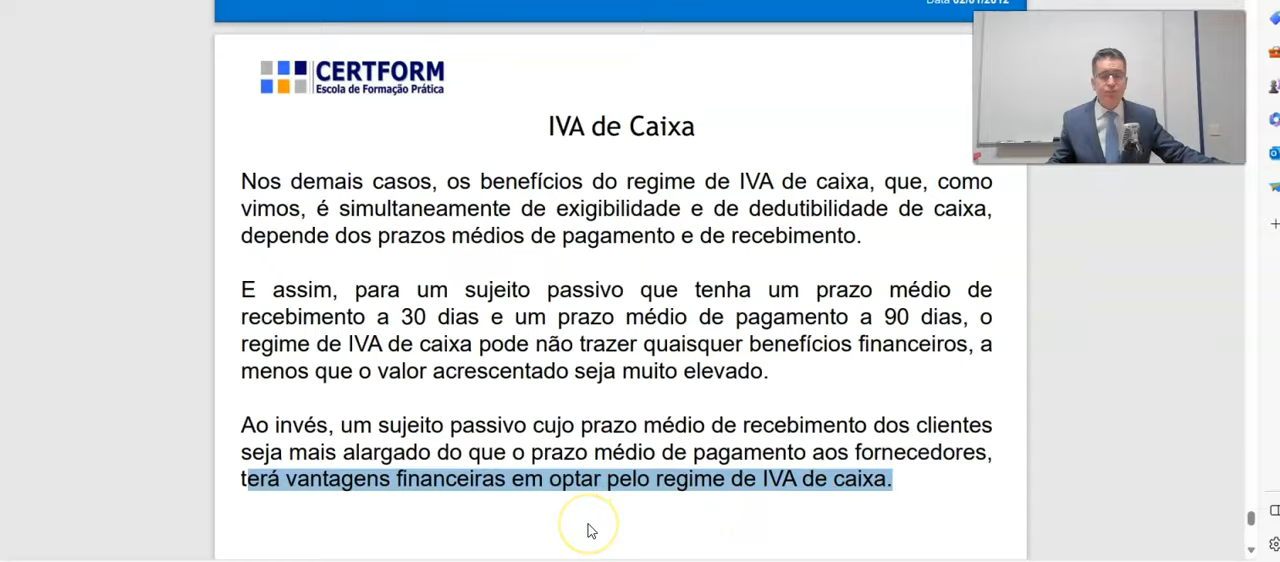 Data 02/01/2012
CERTFORM
Escola de Formação Prática
IVA de Caixa
Nos demais casos, os benefícios do regime de IVA de caixa, que, como
vimos, é simultaneamente de exigibilidade e de dedutibilidade de caixa,
depende dos prazos médios de pagamento e de recebimento.
E assim, para um sujeito passivo que tenha um prazo médio de
recebimento a 30 dias e um prazo médio de pagamento a 90 dias, o
regime de IVA de caixa pode não trazer quaisquer benefícios financeiros, a
menos que o valor acrescentado seja muito elevado.
Ao invés, um sujeito passivo cujo prazo médio de recebimento dos clientes
seja mais alargado do que o prazo médio de pagamento aos fornecedores,
terá vantagens financeiras em optar pelo regime de IVA de caixa.